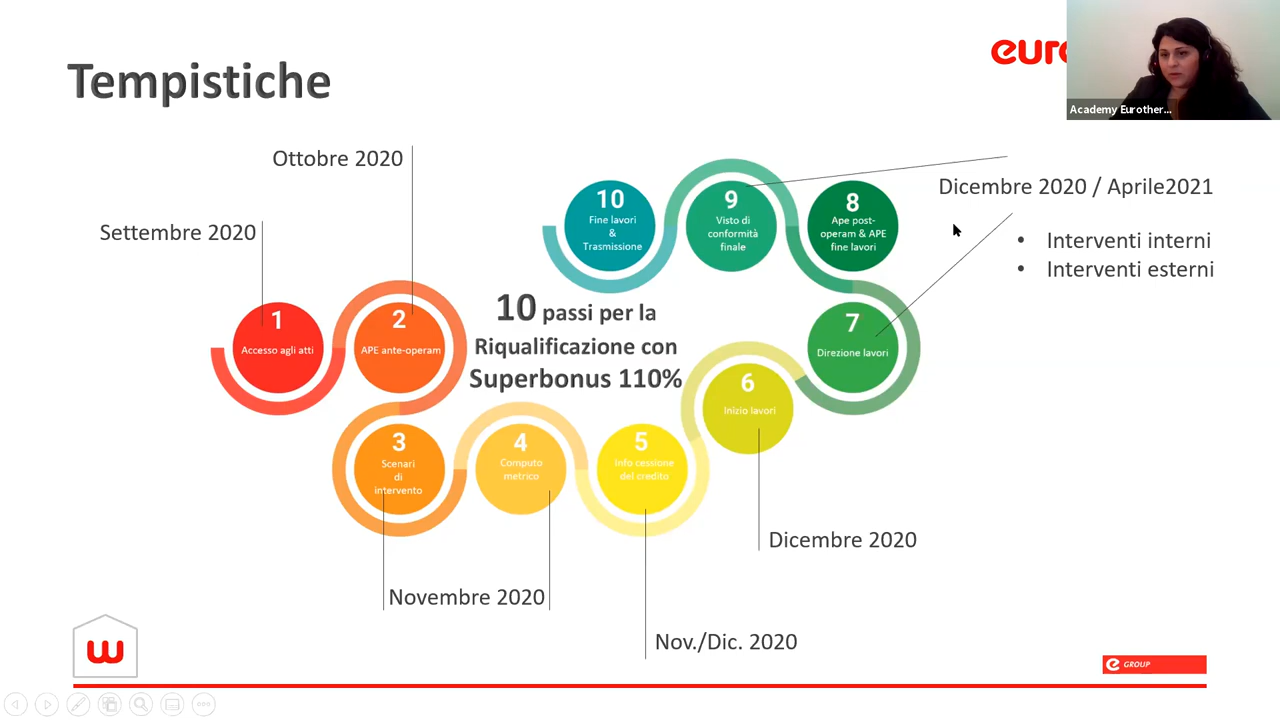 Tempistiche
euro
Academy Eurother...
Ottobre 2020
Settembre 2020
Dicembre 2020 / Aprile2021
• Interventi interni
• Interventi esterni
10
Fine lavori
&
Trasmissione
9
Visto di
conformità
finale
8
Ape post-
operam & APE
fine lavori
1
Accesso agli atti
2
APE ante-operam
10 passi per la
Riqualificazione con
Superbonus 110%
7
Direzione lavori
3
Scenari
di
intervento
4
Computo
metrico
5
Info cessione
del credito
6
Inizio lavori
Dicembre 2020
Novembre 2020
Nov./Dic. 2020
w
e GROUP